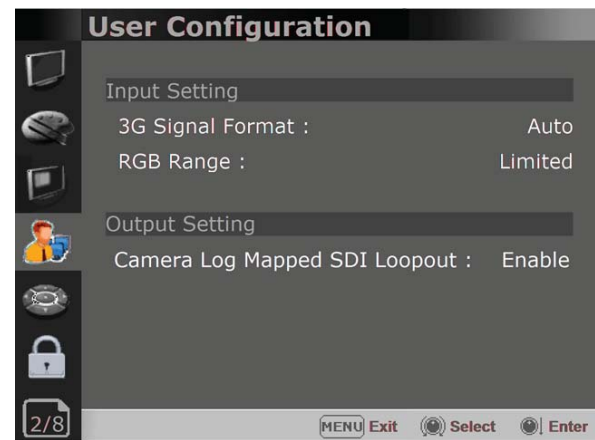 User Configuration
Input Setting
3G Signal Format : Auto
RGB Range : Limited
Output Setting
Camera Log Mapped SDI Loopout : Enable
2/8 MENU Exit Select Enter